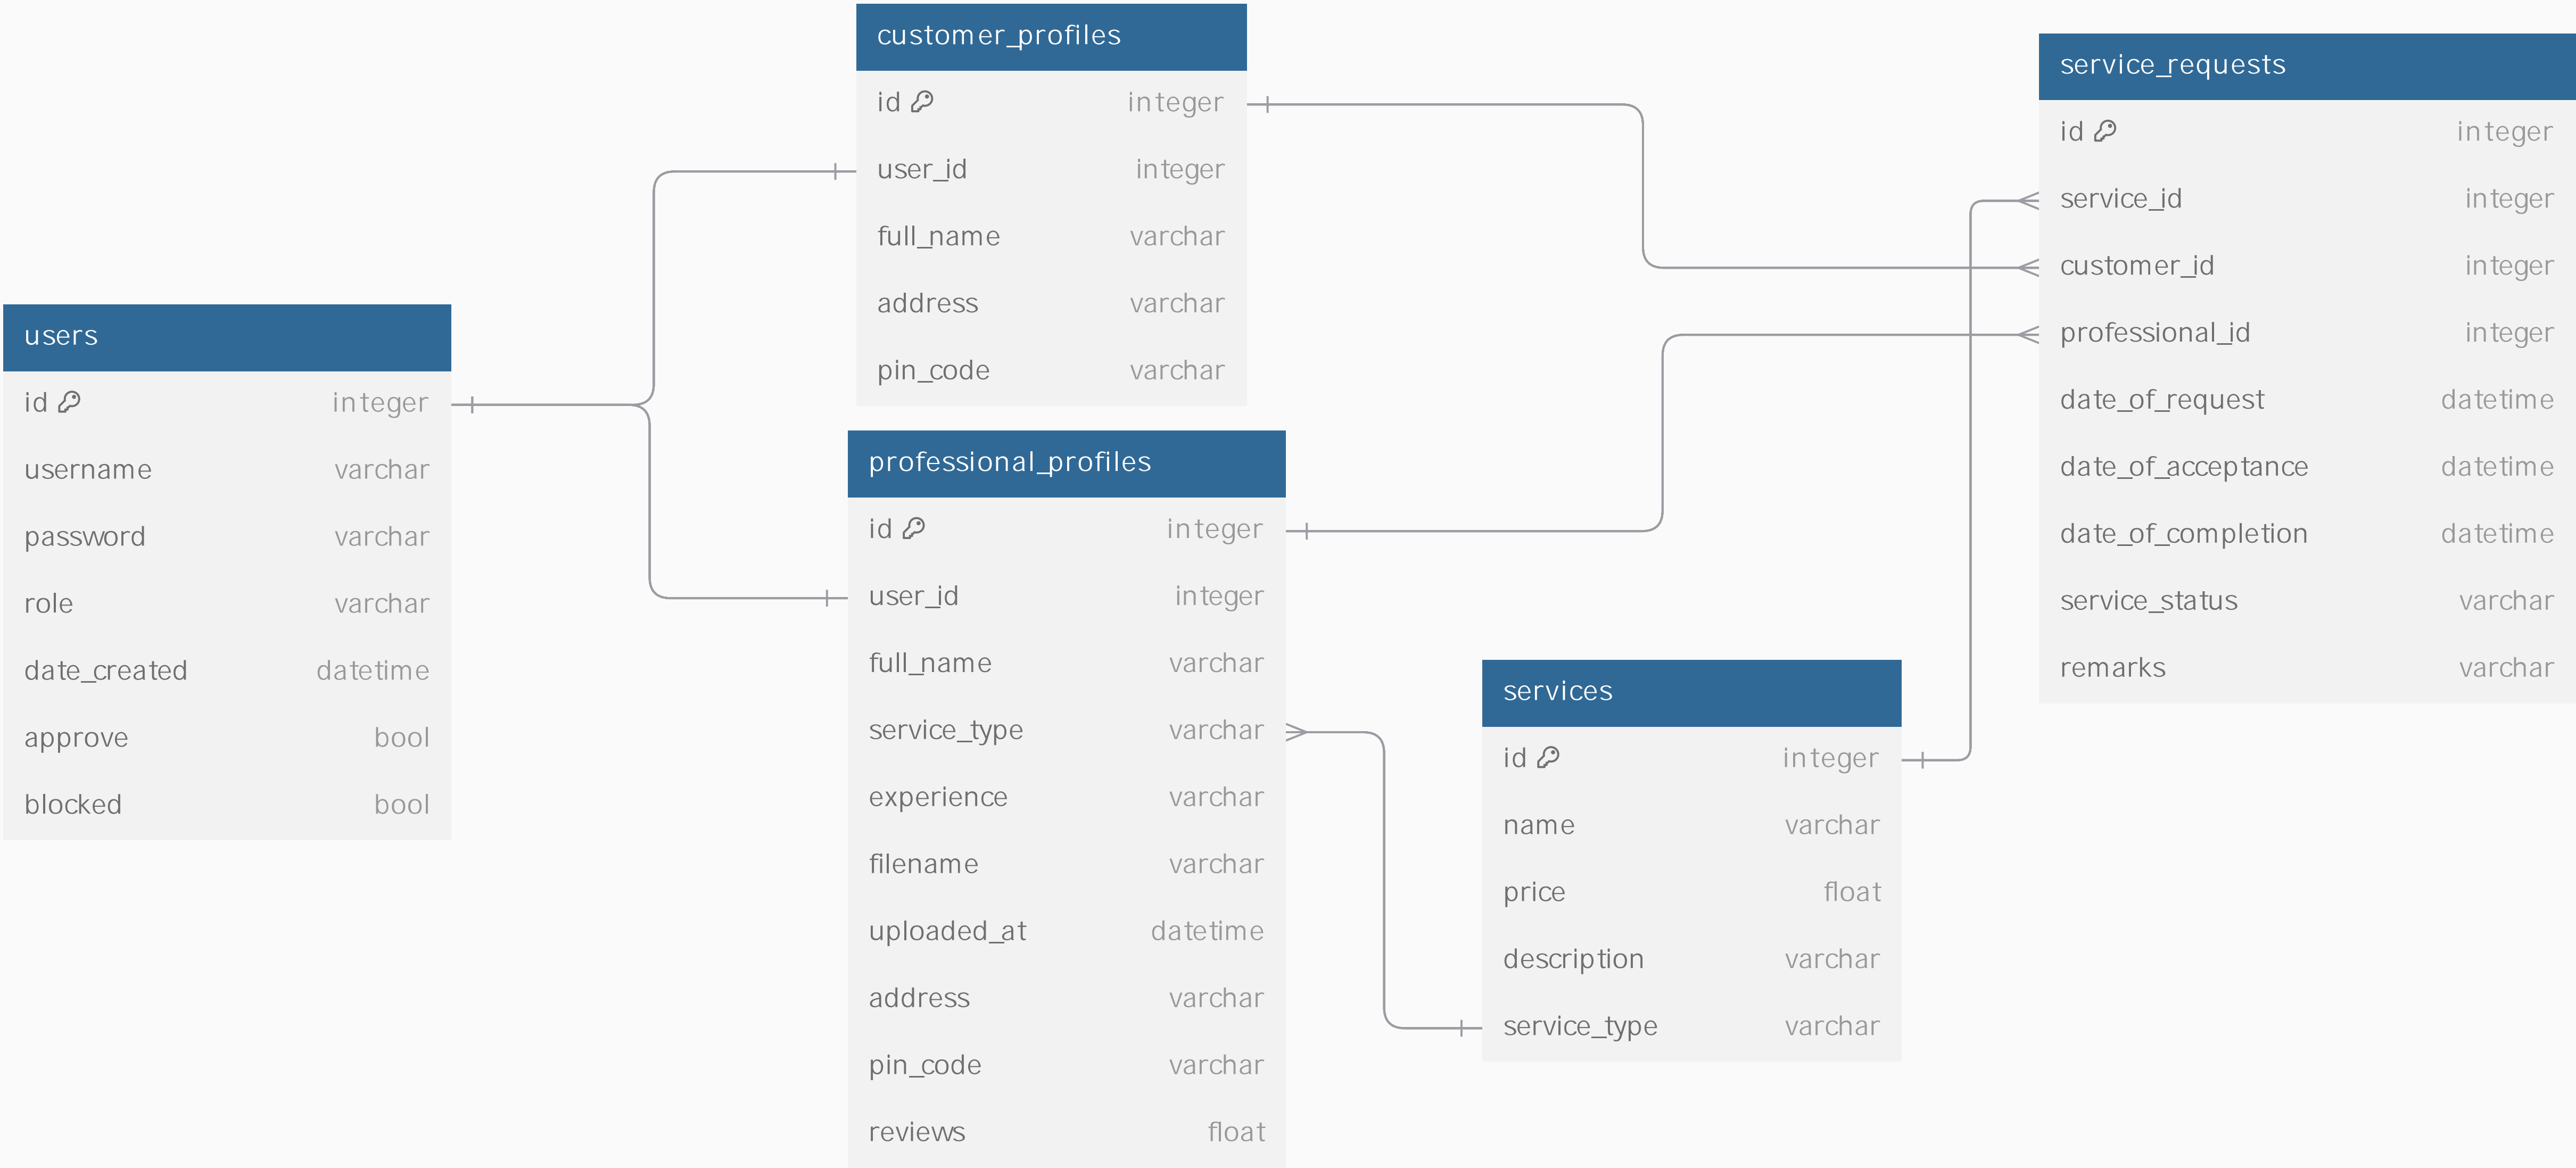 users
id integer
username varchar
password varchar
role varchar
date_created datetime
approve bool
blocked bool
customer_profiles
id integer
user_id integer
full_name varchar
address varchar
pin_code varchar
professional_profiles
id integer
user_id integer
full_name varchar
service_type varchar
experience varchar
filename varchar
uploaded_at datetime
address varchar
pin_code varchar
reviews float
services
id integer
name varchar
price float
description varchar
service_type varchar
service_requests
id integer
service_id integer
customer_id integer
professional_id integer
date_of_request datetime
date_of_acceptance datetime
date_of_completion datetime
service_status varchar
remarks varchar